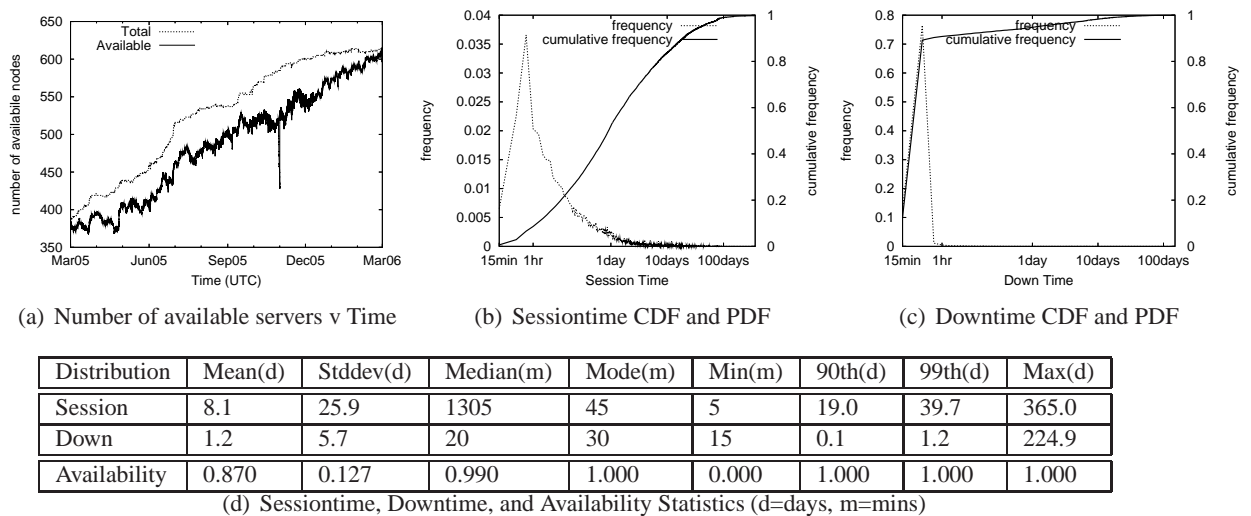 Total
Available
number of availabile nodes
650
600
550
500
450
400
350
Mar05 Jun05 Sep05 Dec05 Mar06
Time (UTC)
(a) Number of available servers v Time
frequency
cumulative frequency
frequency
0.04
0.035
0.03
0.025
0.02
0.015
0.01
0.005
0
1
0.8
0.6
0.4
0.2
0
cumulative frequency
15min 1hr 1day 10days 100days
Session Time
(b) Sessiontime CDF and PDF
frequency
cumulative frequency
frequency
0.8
0.7
0.6
0.5
0.4
0.3
0.2
0.1
0
1
0.8
0.6
0.4
0.2
0
cumulative frequency
15min 1hr 1day 10days 100days
Down Time
(c) Downtime CDF and PDF
Distribution Mean(d) Stddev(d) Median(m) Mode(m) Min(m) 90th(d) 99th(d) Max(d)
Session 8.1 25.9 1305 45 5 19.0 39.7 365.0
Down 1.2 5.7 20 30 15 0.1 1.2 224.9
Availability 0.870 0.127 0.990 1.000 0.000 1.000 1.000 1.000
(d) Sessiontime, Downtime, and Availability Statistics (d=days, m=mins)